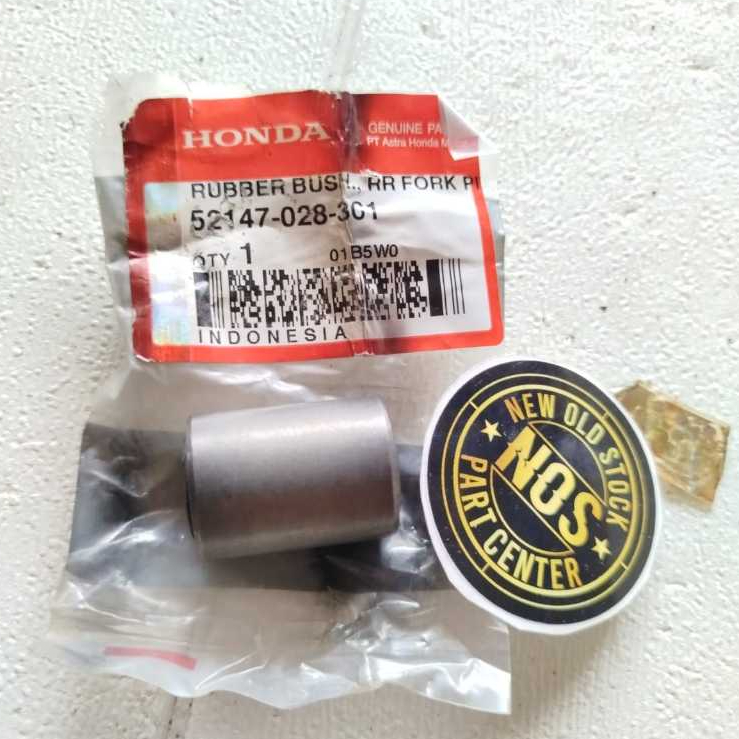 HONDA
GENUINE PA
PT Astra Honda M
RUBBER BUSH., RR FORK PI
52147-028-301
QTY 1 01B5W0
INDONESIA
NEW OLD STOCK
NOS
PART CENTER